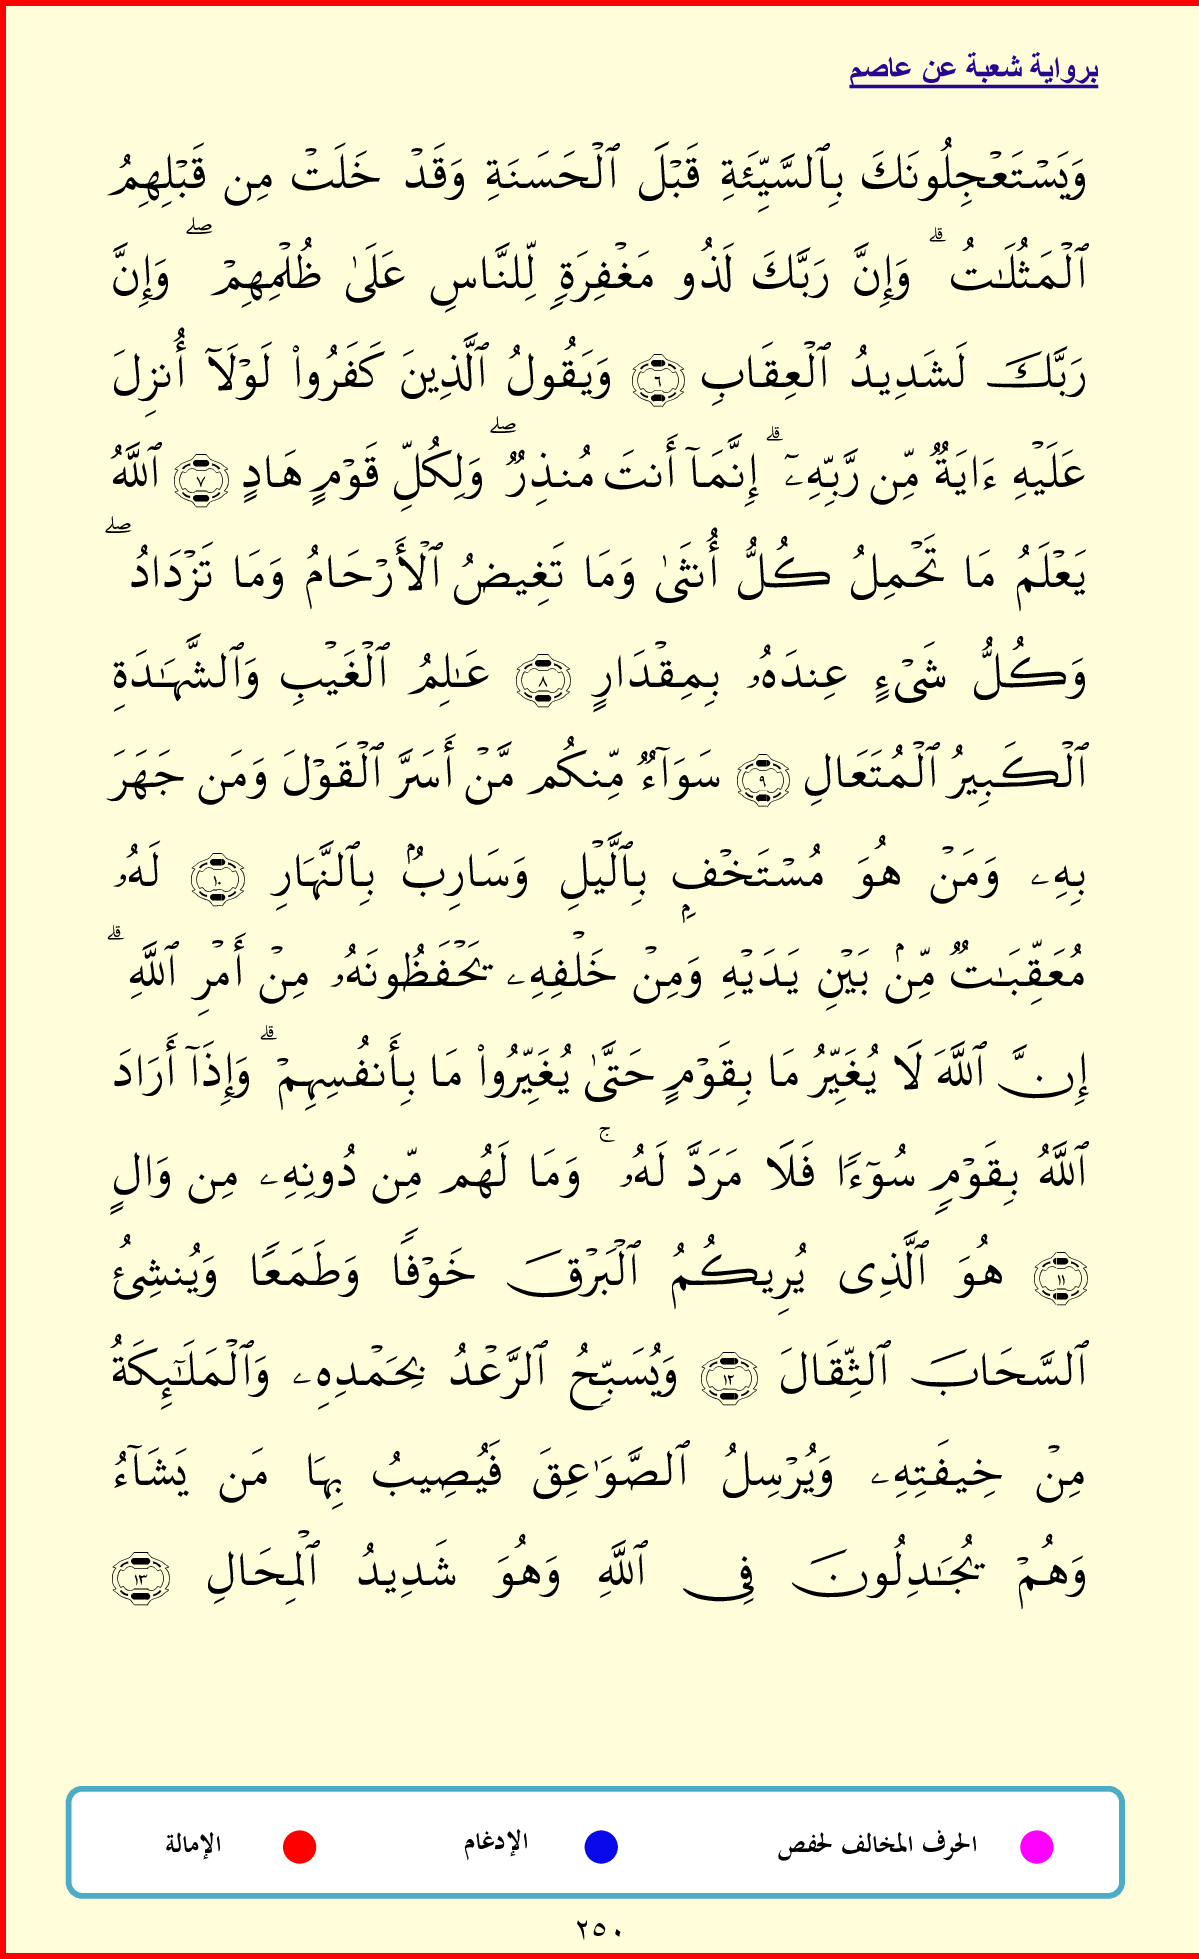 برواية شعبة عن عاصم
وَيَسۡتَعۡجِلُونَكَ بِٱلسَّيِّئَةِ قَبۡلَ ٱلۡحَسَنَةِ وَقَدۡ خَلَتۡ مِن قَبۡلِهِمُ
ٱلۡمَثُلَٰتُۗ وَإِنَّ رَبَّكَ لَذُو مَغۡفِرَةٖ لِّلنَّاسِ عَلَىٰ ظُلۡمِهِمۡۖ وَإِنَّ
رَبَّكَ لَشَدِيدُ ٱلۡعِقَابِ ٦ وَيَقُولُ ٱلَّذِينَ كَفَرُواْ لَوۡلَآ أُنزِلَ
عَلَيۡهِ ءَايَةٞ مِّن رَّبِّهِۦٓۗ إِنَّمَآ أَنتَ مُنذِرٞۖ وَلِكُلِّ قَوۡمٍ هَادٍ ٧ ٱللَّهُ
يَعۡلَمُ مَا تَحۡمِلُ كُلُّ أُنثَىٰ وَمَا تَغِيضُ ٱلۡأَرۡحَامُ وَمَا تَزۡدَادُۖ
وَكُلُّ شَيۡءٍ عِندَهُۥ بِمِقۡدَارٍ ٨ عَٰلِمُ ٱلۡغَيۡبِ وَٱلشَّهَٰدَةِ
ٱلۡكَبِيرُ ٱلۡمُتَعَالِ ٩ سَوَآءٞ مِّنكُم مَّنۡ أَسَرَّ ٱلۡقَوۡلَ وَمَن جَهَرَ
بِهِۦ وَمَنۡ هُوَ مُسۡتَخۡفِۭ بِٱلَّيۡلِ وَسَارِبُۢ بِٱلنَّهَارِ ١٠ لَهُۥ
مُعَقِّبَٰتٞ مِّنۢ بَيۡنِ يَدَيۡهِ وَمِنۡ خَلۡفِهِۦ يَحۡفَظُونَهُۥ مِنۡ أَمۡرِ ٱللَّهِۗ
إِنَّ ٱللَّهَ لَا يُغَيِّرُ مَا بِقَوۡمٍ حَتَّىٰ يُغَيِّرُواْ مَا بِأَنفُسِهِمۡۗ وَإِذَآ أَرَادَ
ٱللَّهُ بِقَوۡمٖ سُوٓءٗا فَلَا مَرَدَّ لَهُۥۚ وَمَا لَهُم مِّن دُونِهِۦ مِن وَالٍ
١١ هُوَ ٱلَّذِي يُرِيكُمُ ٱلۡبَرۡقَ خَوۡفٗا وَطَمَعٗا وَيُنشِئُ
ٱلسَّحَابَ ٱلثِّقَالَ ١٢ وَيُسَبِّحُ ٱلرَّعۡدُ بِحَمۡدِهِۦ وَٱلۡمَلَٰٓئِكَةُ
مِنۡ خِيفَتِهِۦ وَيُرۡسِلُ ٱلصَّوَٰعِقَ فَيُصِيبُ بِهَا مَن يَشَآءُ
وَهُمۡ يُجَٰدِلُونَ فِي ٱللَّهِ وَهُوَ شَدِيدُ ٱلۡمِحَالِ ١٣
الحرف المخالف لحفص الإدغام الإمالة
٢٥٠